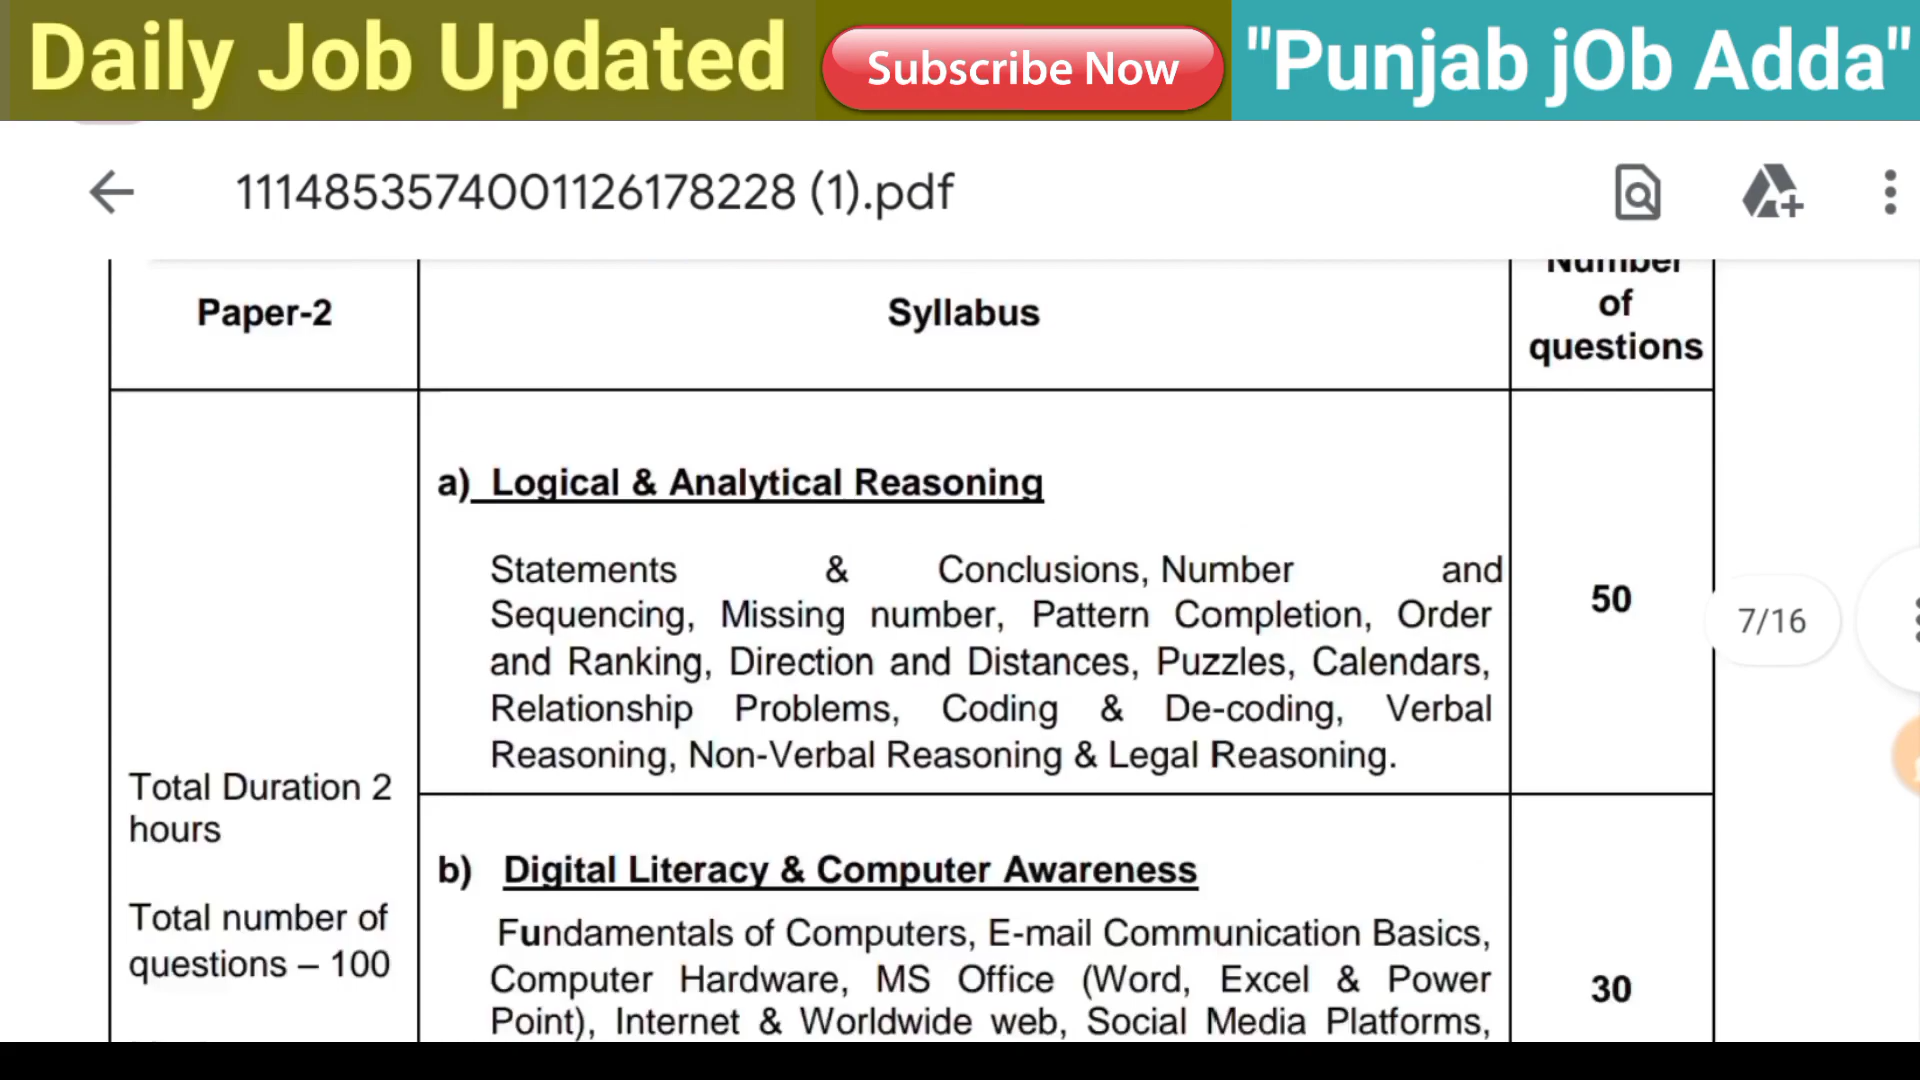 Daily Job Updated
Subscribe Now
"Punjab jOb Adda"
1114853574001126178228 (1).pdf
Paper-2
Syllabus
Number
of
questions
a) Logical & Analytical Reasoning
Statements & Conclusions, Number and
Sequencing, Missing number, Pattern Completion, Order
and Ranking, Direction and Distances, Puzzles, Calendars,
Relationship Problems, Coding & De-coding, Verbal
Reasoning, Non-Verbal Reasoning & Legal Reasoning.
50
7/16
Total Duration 2
hours
Total number of
questions – 100
b) Digital Literacy & Computer Awareness
Fundamentals of Computers, E-mail Communication Basics,
Computer Hardware, MS Office (Word, Excel & Power
Point), Internet & Worldwide web, Social Media Platforms,
30